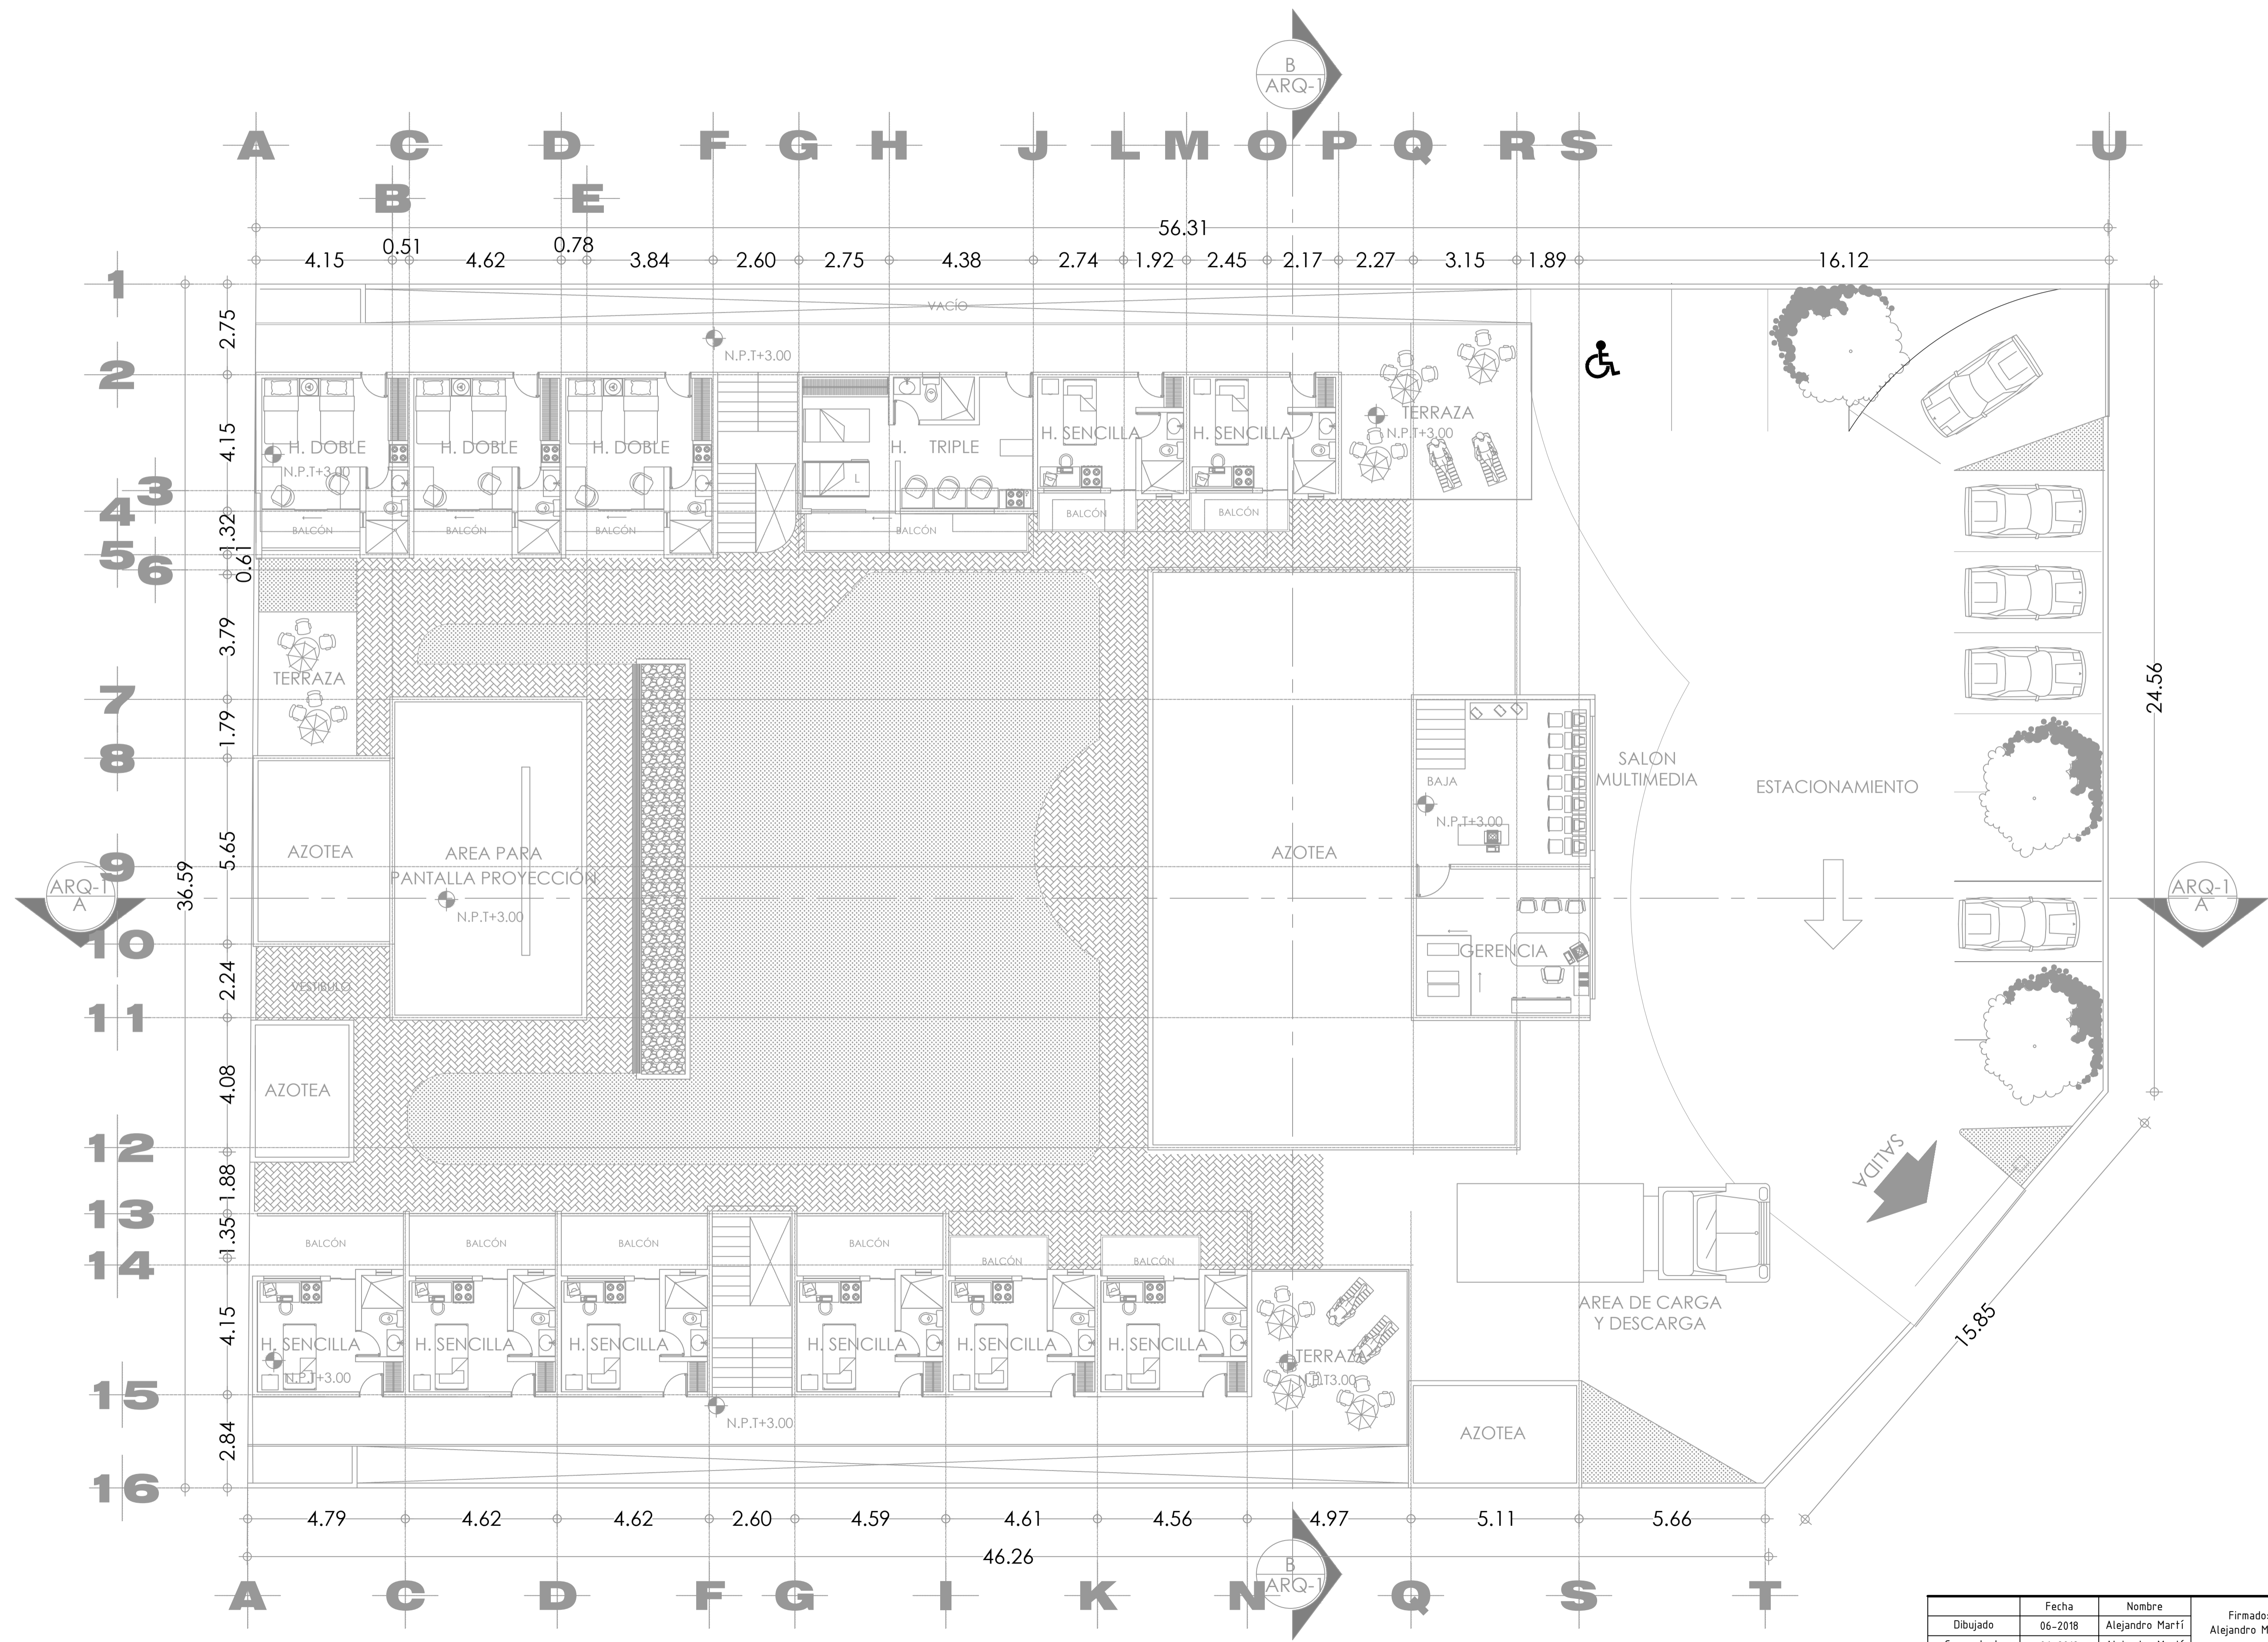 B
ARQ-1
A C D F G H J L M O P Q R S U
B E
56.31
0.51 0.78
4.15 4.62 3.84 2.60 2.75 4.38 2.74 1.92 2.45 2.17 2.27 3.15 1.89 16.12
1
VACÍO
2.75
N.P.T+3.00
2
TERRAZA
N.P.T+3.00
4.15
H. DOBLE H. DOBLE H. DOBLE H. TRIPLE H. SENCILLA H. SENCILLA
N.P.T+3.00
L
3
4
BALCÓN BALCÓN
1.32
BALCÓN BALCÓN BALCÓN BALCÓN
5
6
0.61
3.79
TERRAZA
24.56
7
1.79
8
SALON
MULTIMEDIA
BAJA
ESTACIONAMIENTO
N.P.T+3.00
5.65
AZOTEA
AREA PARA
PANTALLA PROYECCIÓN
AZOTEA
9
36.59
ARQ-1
A
N.P.T+3.00
ARQ-1
A
10
GERENCIA
2.24
VESTIBULO
11
4.08
AZOTEA
12
SALIDA
1.88
13
1.35
BALCÓN BALCÓN BALCÓN BALCÓN
BALCÓN BALCÓN
14
AREA DE CARGA
Y DESCARGA
15.85
4.15
H. SENCILLA H. SENCILLA H. SENCILLA H. SENCILLA H. SENCILLA H. SENCILLA
TERRAZA
N.P.T+3.00
N.P.T3.00
15
N.P.T+3.00
2.84
AZOTEA
16
4.79 4.62 4.62 2.60 4.59 4.61 4.56 4.97 5.11 5.66
46.26
B
ARQ-1
A C D F G I K N Q S T
Fecha Nombre
Dibujado 06-2018 Alejandro Martí